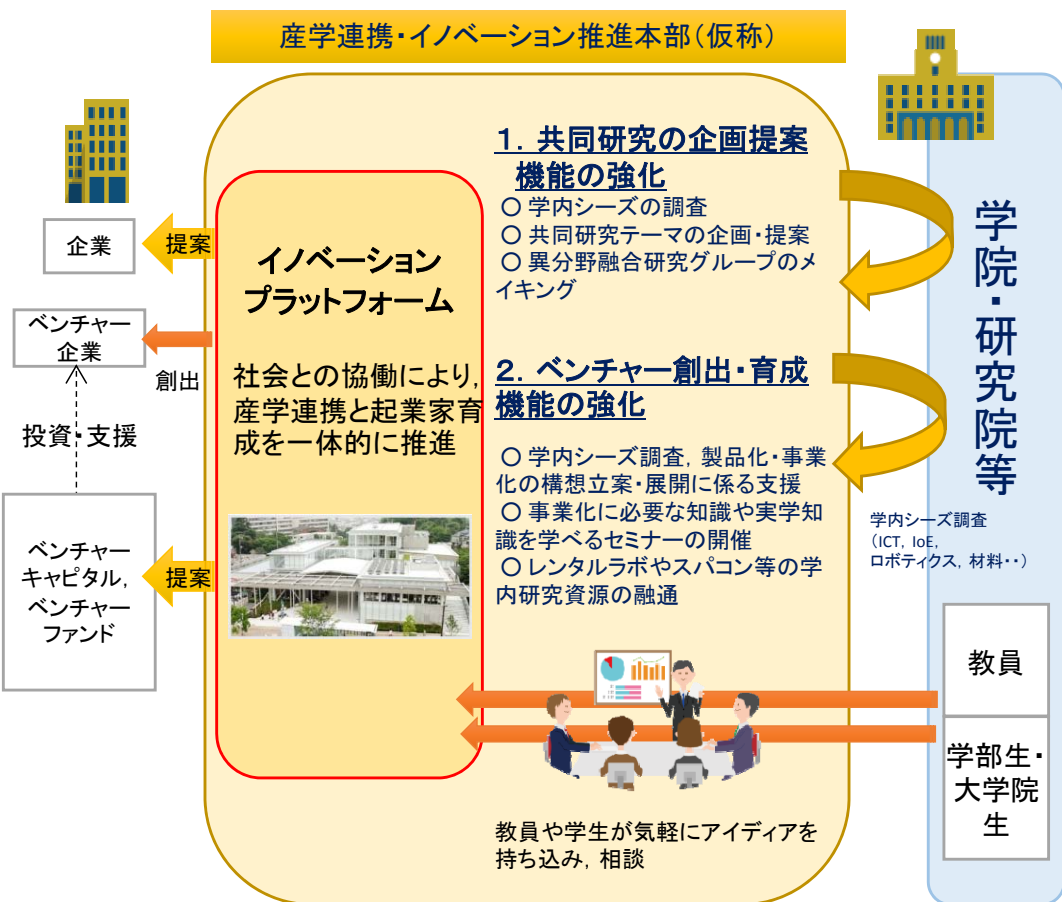 産学連携・イノベーション推進本部（仮称）
企業
提案
ベンチャー
企業
創出
投資・支援
ベンチャー
キャピタル，
ベンチャー
ファンド
提案
イノベーション
プラットフォーム
社会との協働により，
産学連携と起業家育
成を一体的に推進
１．共同研究の企画提案
機能の強化
○ 学内シーズの調査
○ 共同研究テーマの企画・提案
○ 異分野融合研究グループのメ
イキング
２．ベンチャー創出・育成
機能の強化
○ 学内シーズ調査，製品化・事業
化の構想立案・展開に係る支援
○ 事業化に必要な知識や実学知
識を学べるセミナーの開催
○ レンタルラボやスパコン等の学
内研究資源の融通
教員や学生が気軽にアイディアを
持ち込み，相談
学院・研究院等
学内シーズ調査
（ICT，IoE，
ロボティクス，材料・・）
教員
学部生・
大学院
生